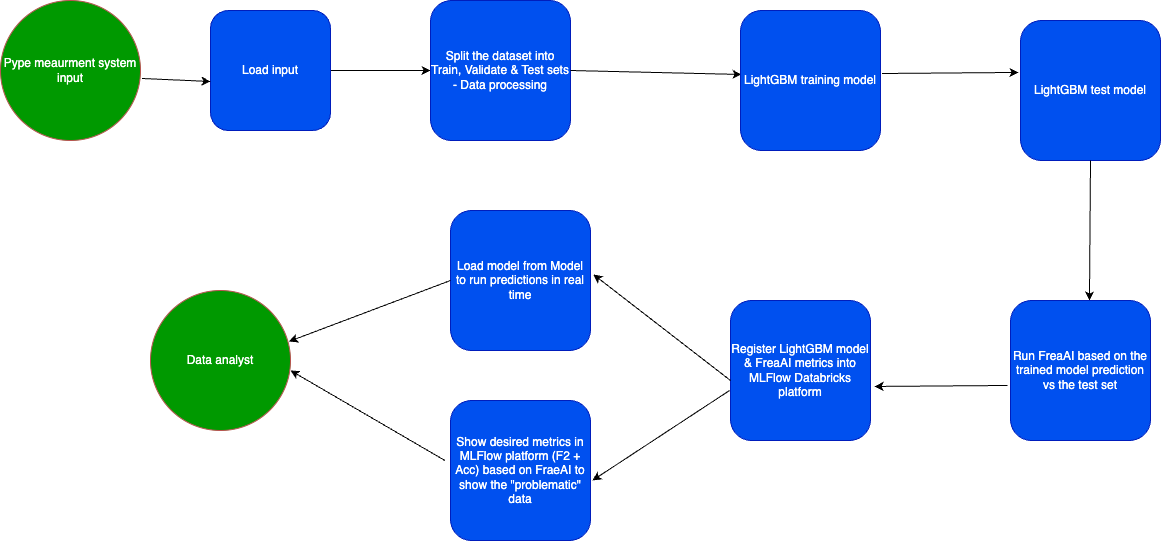 Pype meaurment system
input
Load input
Split the dataset into
Train, Validate & Test sets
- Data processing
LightGBM training model
LightGBM test model
Load model from Model
to run predictions in real
time
Data analyst
Register LightGBM model
& FreaAI metrics into
MLFlow Databricks
platform
Run FreaAI based on the
trained model prediction
vs the test set
Show desired metrics in
MLFlow platform (F2 +
Acc) based on FraeAI to
show the "problematic"
data